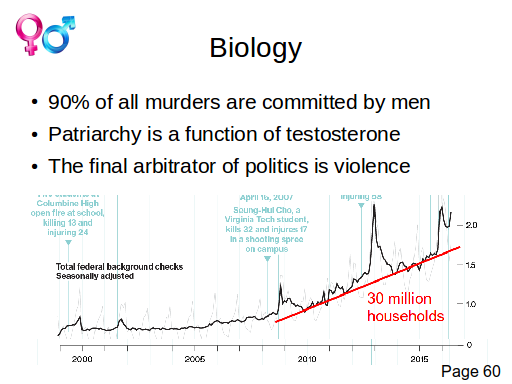 Biology
• 90% of all murders are committed by men
• Patriarchy is a function of testosterone
• The final arbitrator of politics is violence
Columbine High
open fire at school,
killing 13 and
injuring 24
April 16, 2007
Seung-Hui Cho, a
Virginia Tech student,
kills 32 and injures 17
in a shooting spree
on campus
injuring 58
2.0
Total federal background checks
Seasonally adjusted
1.5
30 million
households
1.0
0
2000 2005 2010 2015
Page 60